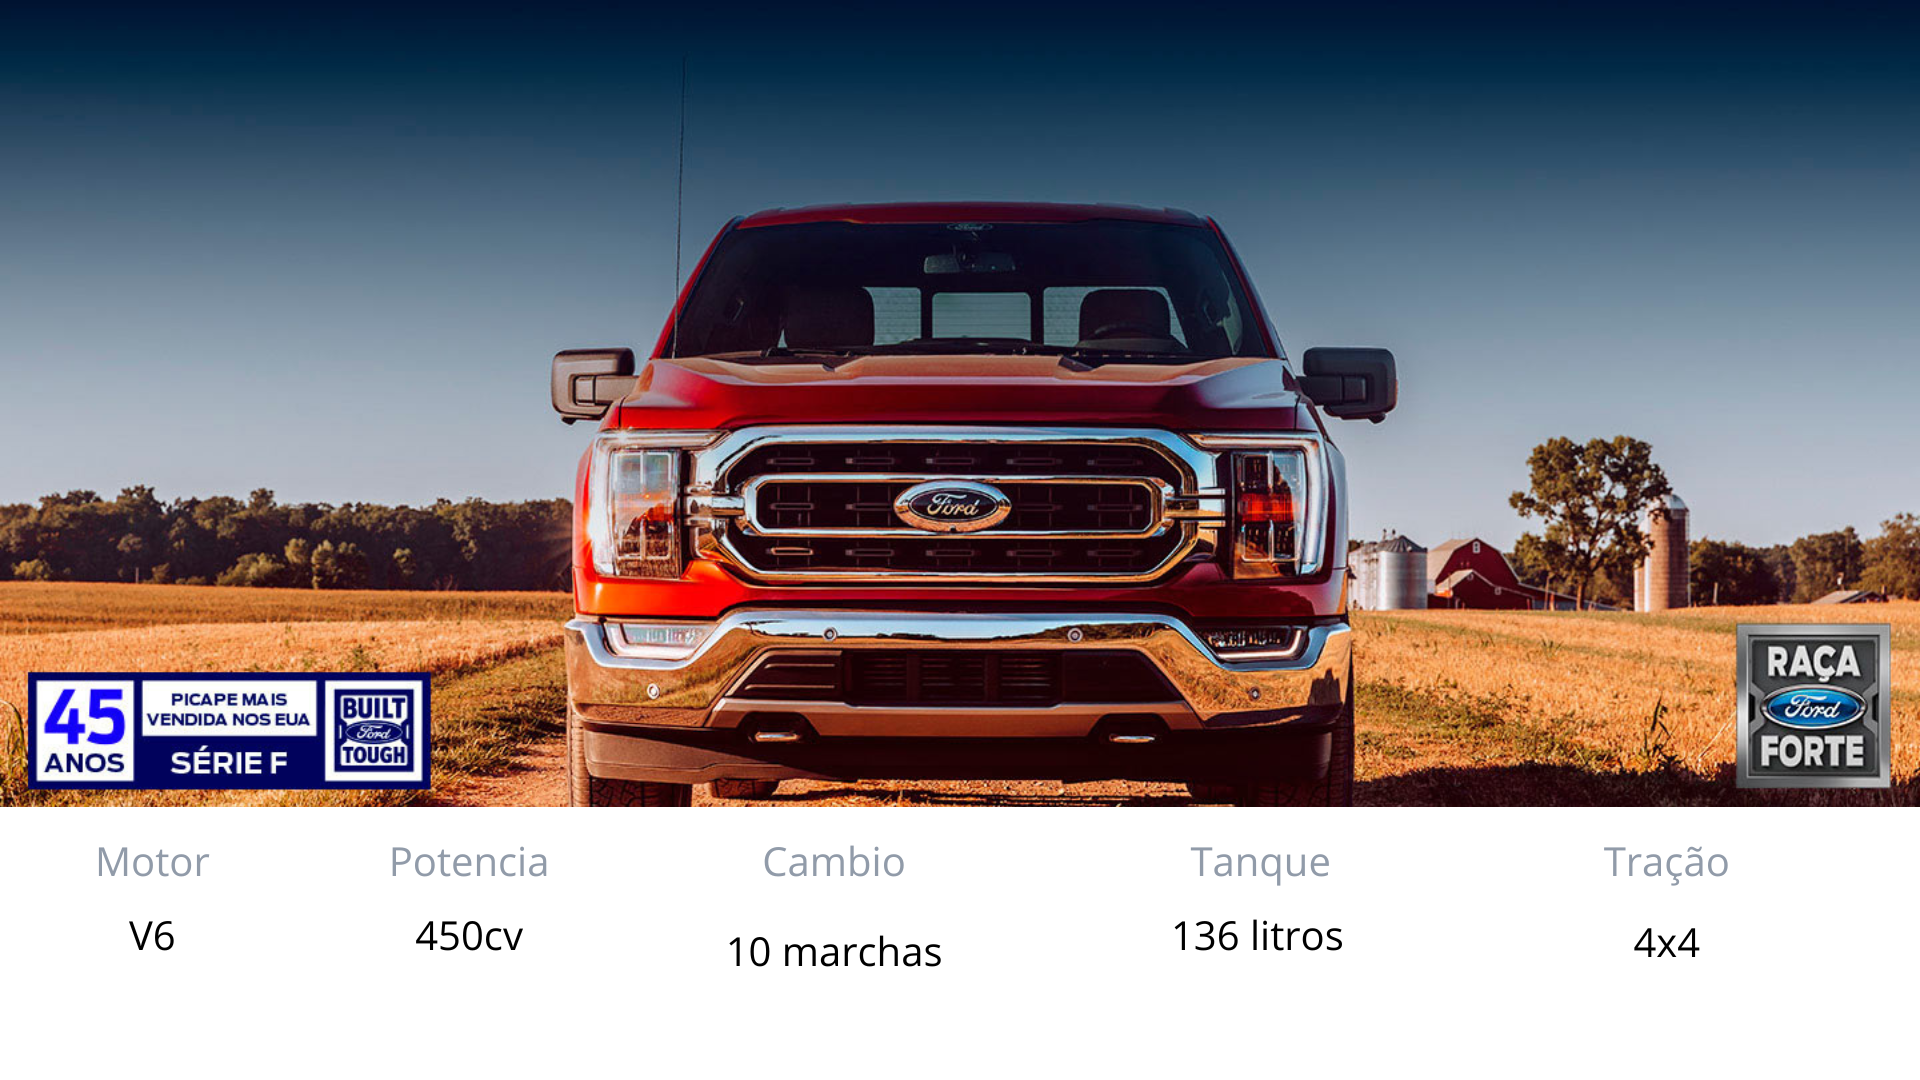 Ford
Ford
45
ANOS
PICAPE MAIS
VENDIDA NOS EUA
SÉRIE F
BUILT
Ford
TOUGH
RAÇA
Ford
FORTE
Motor
Potencia
Cambio
Tanque
Tração
V6
450cv
10 marchas
136 litros
4x4